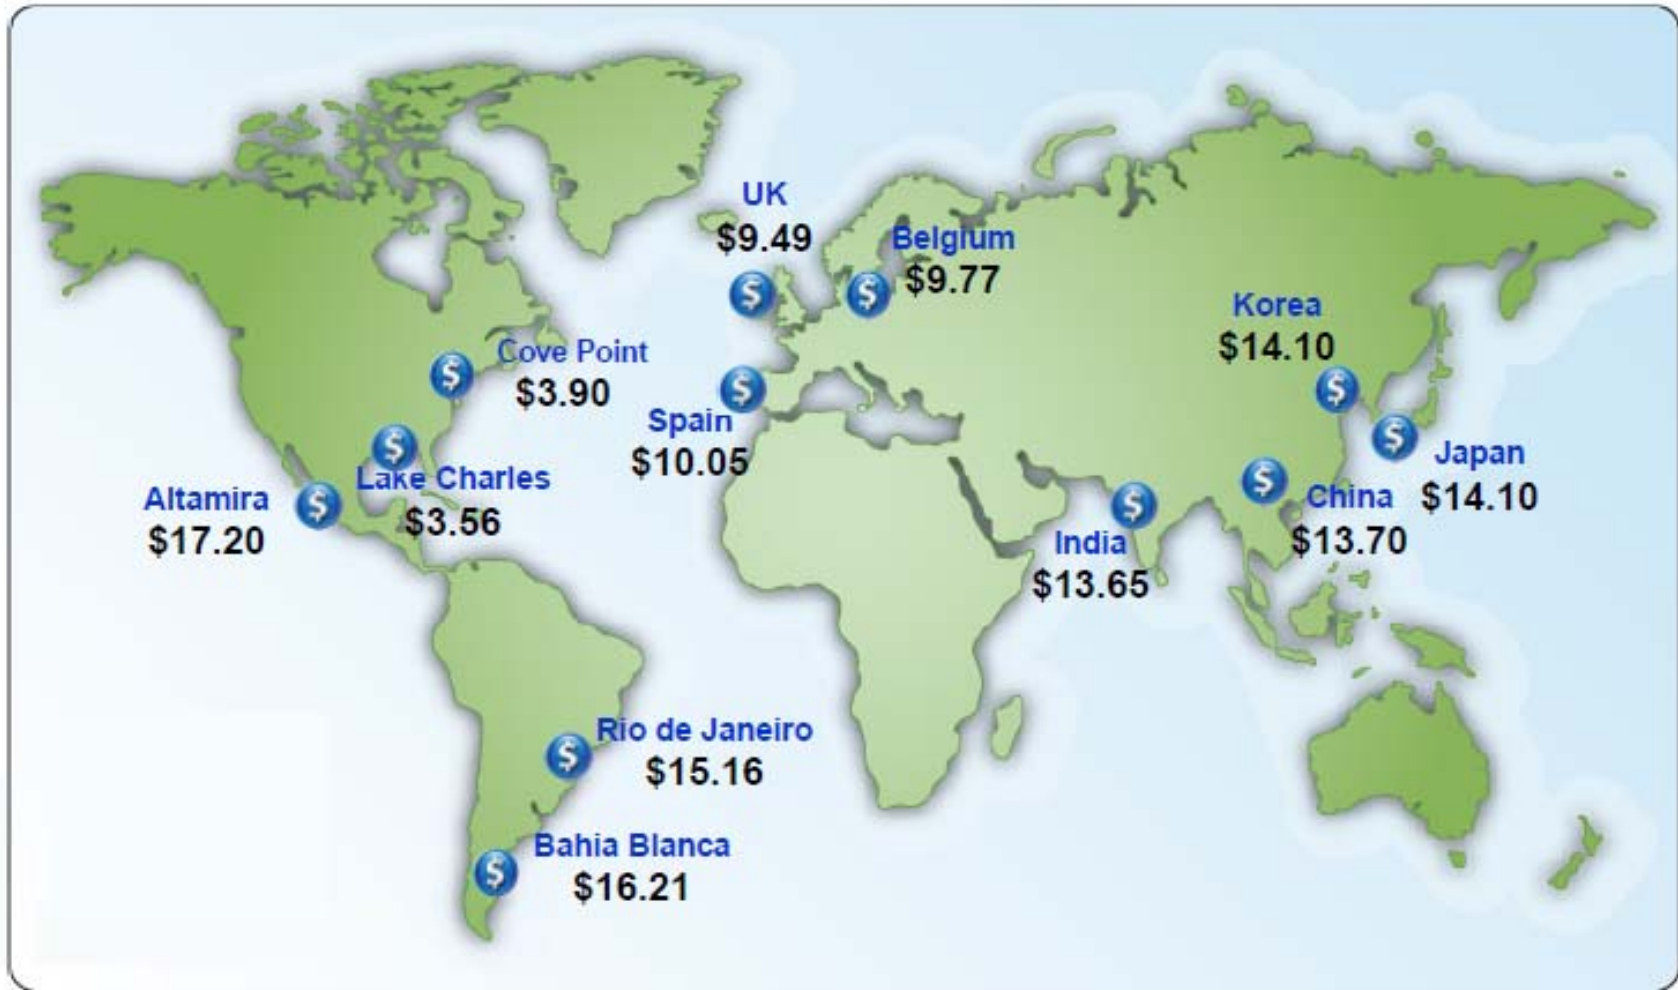 UK
$9.49
Belgium
$9.77
Korea
$14.10
Cove Point
$3.90
Spain
$10.05
Japan
$14.10
Lake Charles
$3.56
Altamira
$17.20
China
$13.70
India
$13.65
Rio de Janeiro
$15.16
Bahia Blanca
$16.21